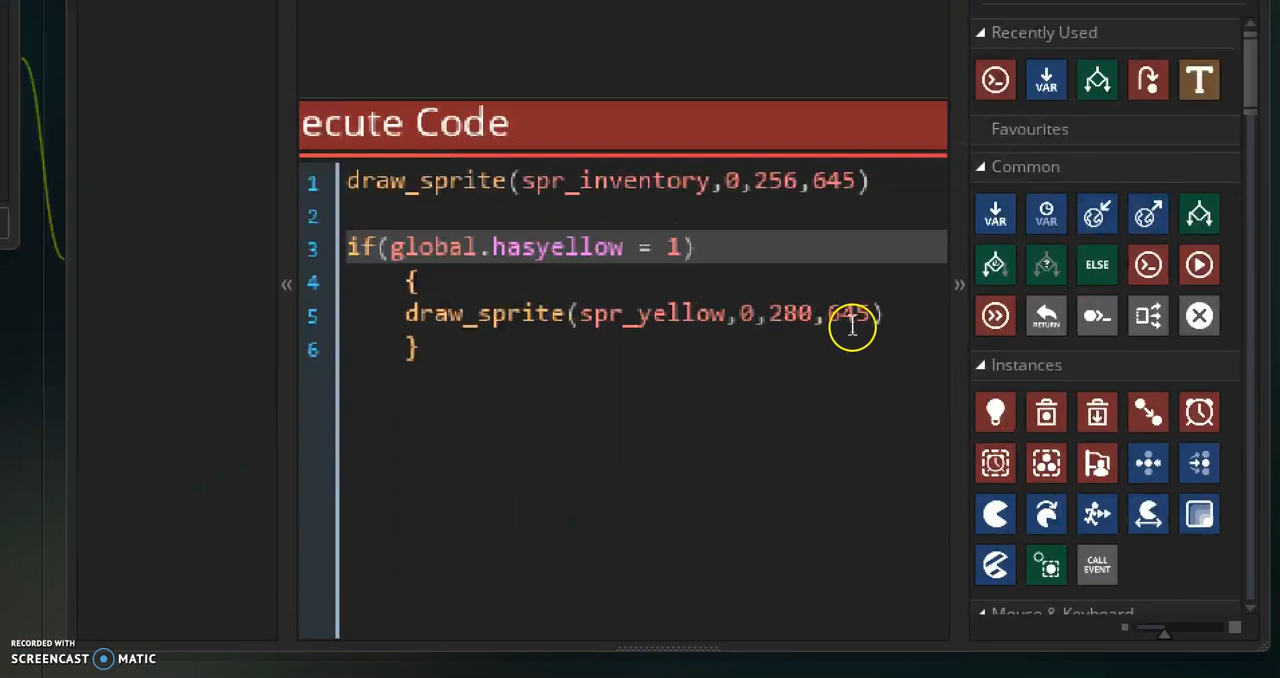 Recently Used
VAR
T
Favourites
ecute Code
Common
1 draw_sprite(spr_inventory,0,256,645)
2
VAR VAR
3 if(global.hasyellow = 1)
ELSE
4 {
5 draw_sprite(spr_yellow,0,280,645)
RETURN
6 }
Instances
CALL
EVENT
Mouse & Keyboard
RECORDED WITH
SCREENCAST MATIC